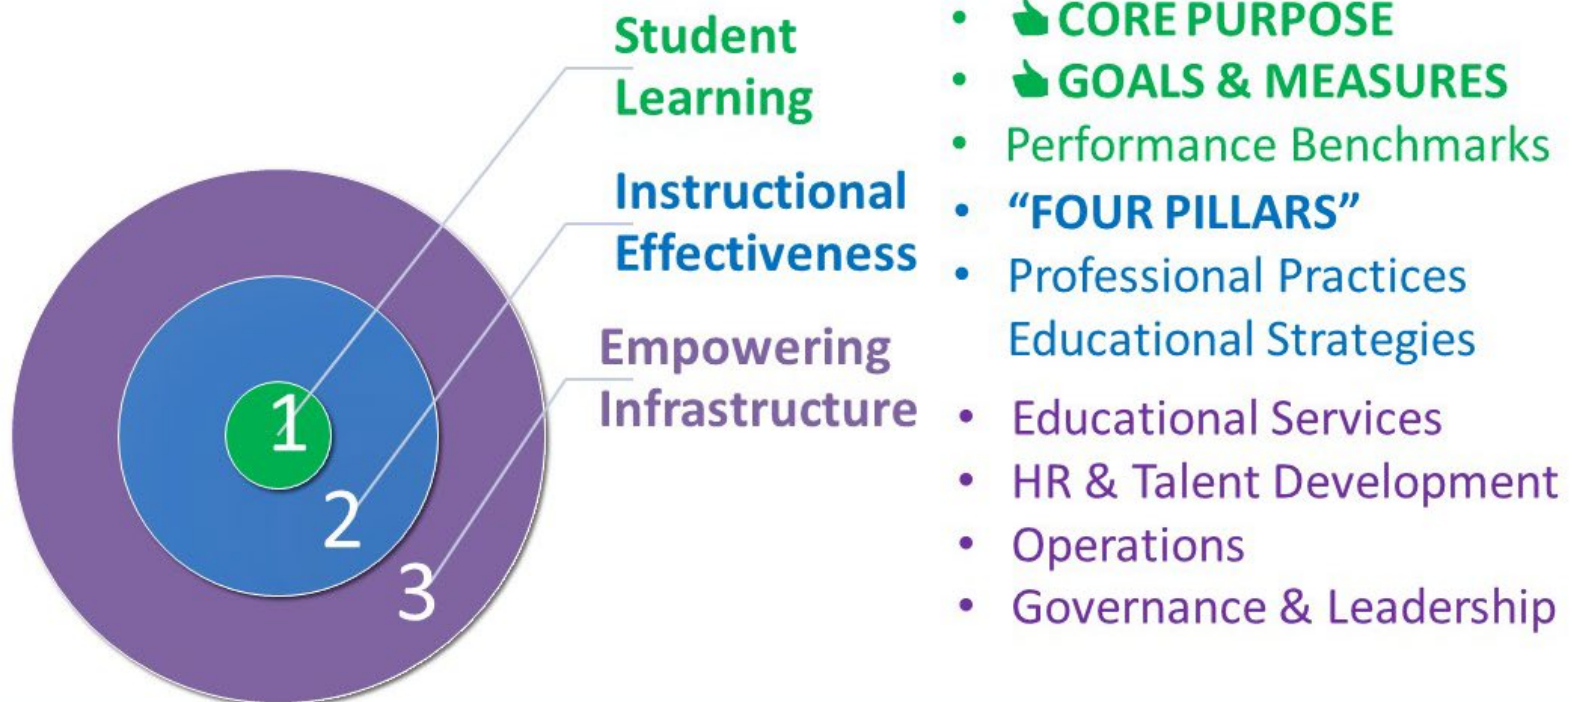 Student
Learning
• 👍 CORE PURPOSE
• 👍 GOALS & MEASURES
• Performance Benchmarks
Instructional
Effectiveness
• “FOUR PILLARS”
• Professional Practices
Educational Strategies
Empowering
Infrastructure
• Educational Services
• HR & Talent Development
• Operations
• Governance & Leadership
1
2
3